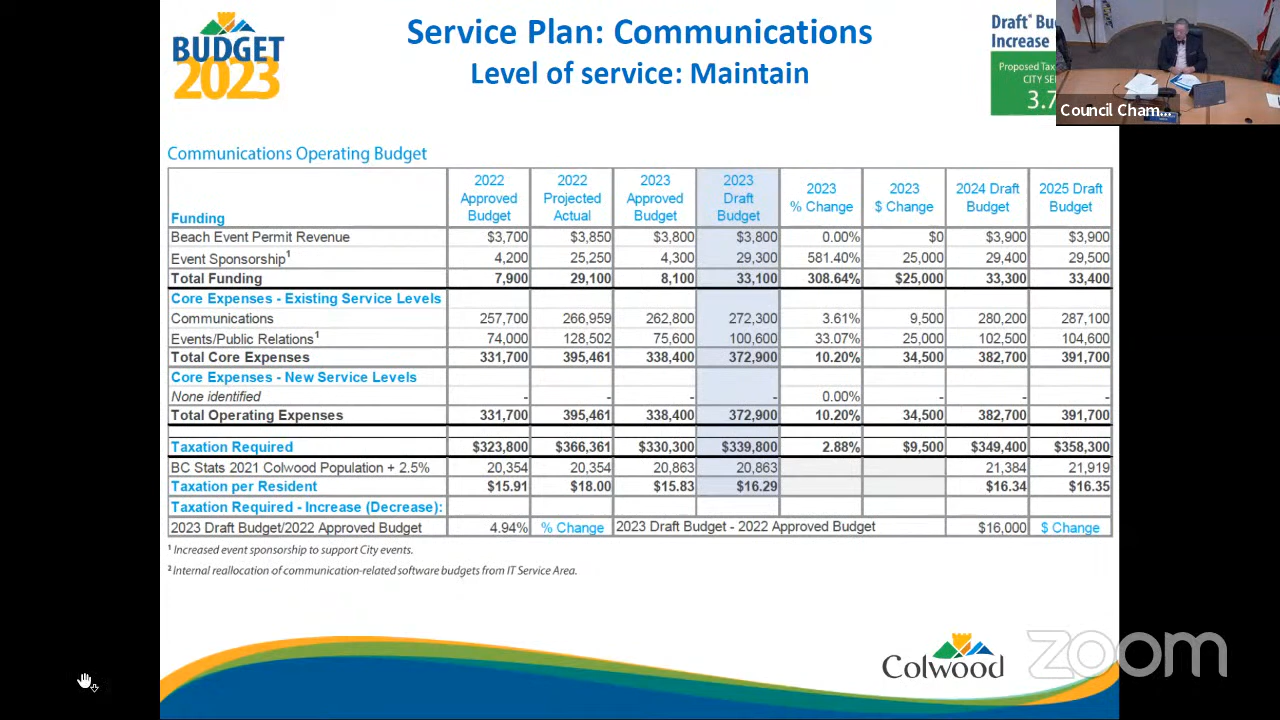 BUDGET
2023
Service Plan: Communications
Level of service: Maintain
Draft* Bu
Increase
Proposed Tax
CITY SE
3.7
Council Cham...
Communications Operating Budget
Funding 2022 Approved Budget 2022 Projected Actual 2023 Approved Budget 2023 Draft Budget 2023 % Change 2023 $ Change 2024 Draft Budget 2025 Draft Budget
Beach Event Permit Revenue $3,700 $3,850 $3,800 $3,800 0.00% $0 $3,900 $3,900
Event Sponsorship¹ 4,200 25,250 4,300 29,300 581.40% 25,000 29,400 29,500
Total Funding 7,900 29,100 8,100 33,100 308.64% $25,000 33,300 33,400
Core Expenses - Existing Service Levels
Communications 257,700 266,959 262,800 272,300 3.61% 9,500 280,200 287,100
Events/Public Relations¹ 74,000 128,502 75,600 100,600 33.07% 25,000 102,500 104,600
Total Core Expenses 331,700 395,461 338,400 372,900 10.20% 34,500 382,700 391,700
Core Expenses - New Service Levels
None identified - - - - 0.00% - - -
Total Operating Expenses 331,700 395,461 338,400 372,900 10.20% 34,500 382,700 391,700
Taxation Required $323,800 $366,361 $330,300 $339,800 2.88% $9,500 $349,400 $358,300
BC Stats 2021 Colwood Population + 2.5% 20,354 20,354 20,863 20,863 21,384 21,919
Taxation per Resident $15.91 $18.00 $15.83 $16.29 $16.34 $16.35
Taxation Required - Increase (Decrease):
2023 Draft Budget/2022 Approved Budget 4.94% % Change 2023 Draft Budget - 2022 Approved Budget $16,000 $ Change
¹ Increased event sponsorship to support City events.
² Internal reallocation of communication-related software budgets from IT Service Area.
Colwood
zoom